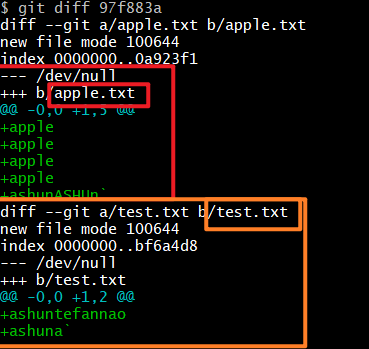 $ git diff 97f883a
diff --git a/apple.txt b/apple.txt
new file mode 100644
index 0000000..0a923f1
--- /dev/null
+++ b/apple.txt
@@ -0,0 +1,5 @@
+apple
+apple
+apple
+apple
+ashunASHUn`
diff --git a/test.txt b/test.txt
new file mode 100644
index 0000000..bf6a4d8
--- /dev/null
+++ b/test.txt
@@ -0,0 +1,2 @@
+ashuntefannao
+ashuna`